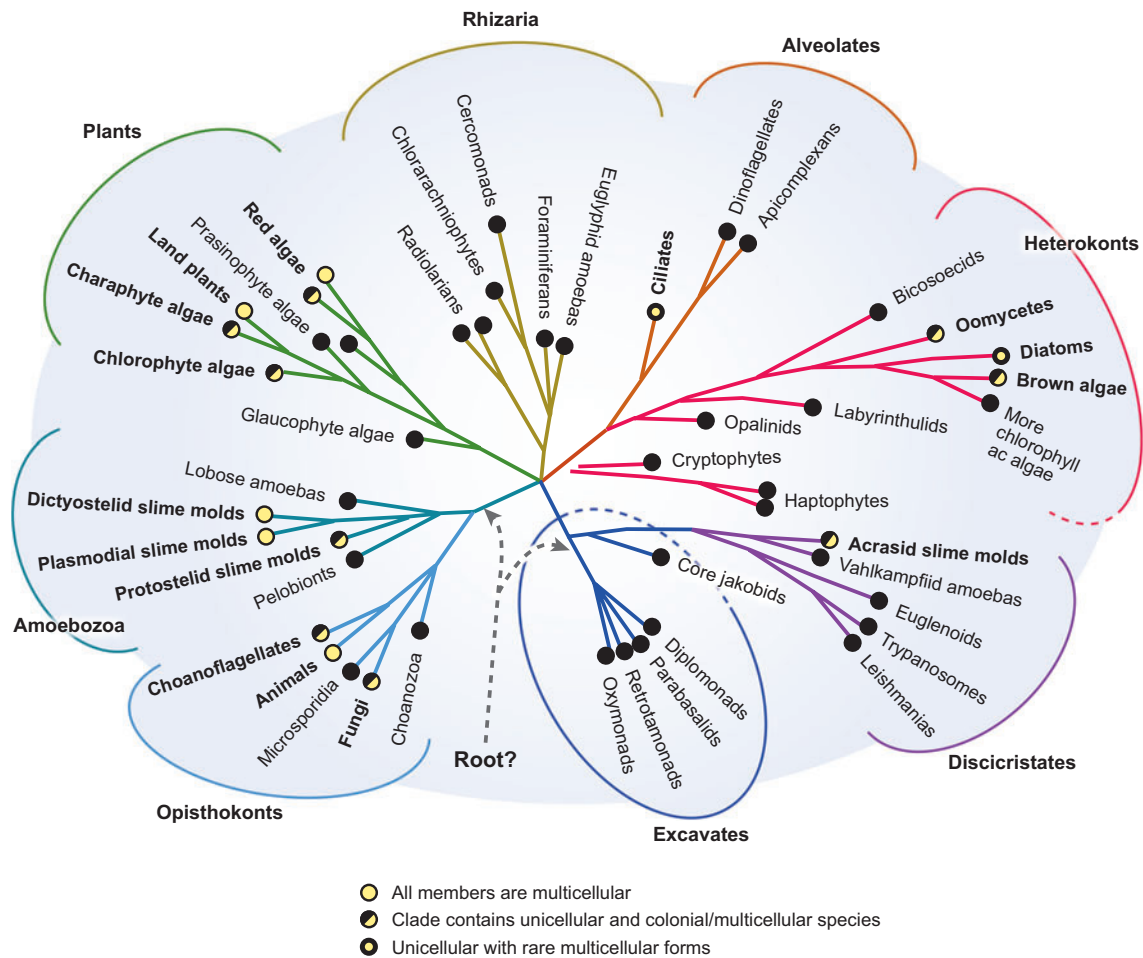 Rhizaria
Alveolates
Plants
Heterokonts
Cercomonads
Chlorarachniophytes
Radiolarians
Foraminiferans
Euglyphid amoebas
Ciliates
Dinoflagellates
Apicomplexans
Red algae
Prasinophyte algae
Land plants
Charaphyte algae
Chlorophyte algae
Glaucophyte algae
Bicosoecids
Oomycetes
Diatoms
Brown algae
More
chlorophyll
ac algae
Labyrinthulids
Opalinids
Cryptophytes
Haptophytes
Lobose amoebas
Dictyostelid slime molds
Plasmodial slime molds
Protostelid slime molds
Pelobionts
Amoebozoa
Acrasid slime molds
Vahlkampfiid amoebas
Core jakobids
Euglenoids
Trypanosomes
Leishmanias
Discicristates
Choanoflagellates
Animals
Microsporidia
Fungi
Choanozoa
Opisthokonts
Root?
Diplomonads
Parabasalids
Retrotamonads
Oxymonads
Excavates
All members are multicellular
Clade contains unicellular and colonial/multicellular species
Unicellular with rare multicellular forms